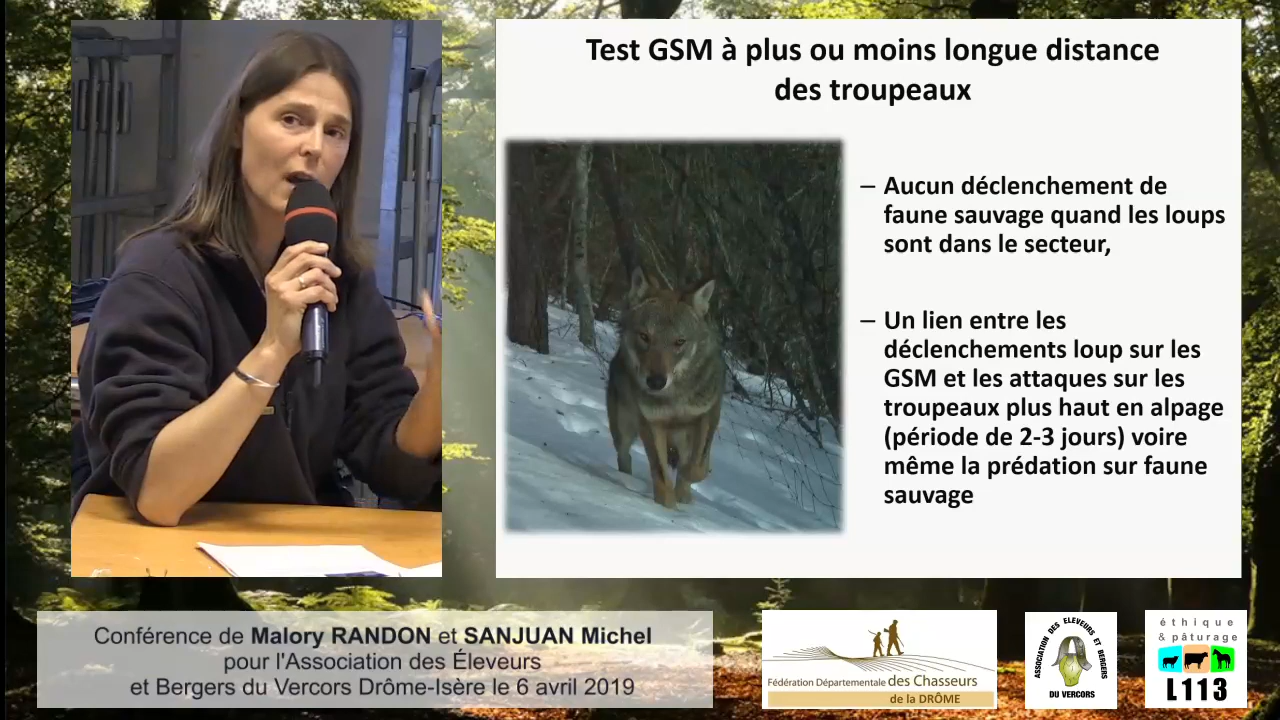 Test GSM à plus ou moins longue distance
des troupeaux
– Aucun déclenchement de
faune sauvage quand les loups
sont dans le secteur,
– Un lien entre les
déclenchements loup sur les
GSM et les attaques sur les
troupeaux plus haut en alpage
(période de 2-3 jours) voire
même la prédation sur faune
sauvage
Conférence de Malory RANDON et SANJUAN Michel
pour l'Association des Éleveurs
et Bergers du Vercors Drôme-Isère le 6 avril 2019
Fédération Départementale des Chasseurs
de la DRÔME
ASSOCIATION DES ELEVEURS ET BERGERS
DU VERCORS
éthique
& pâturage
L113